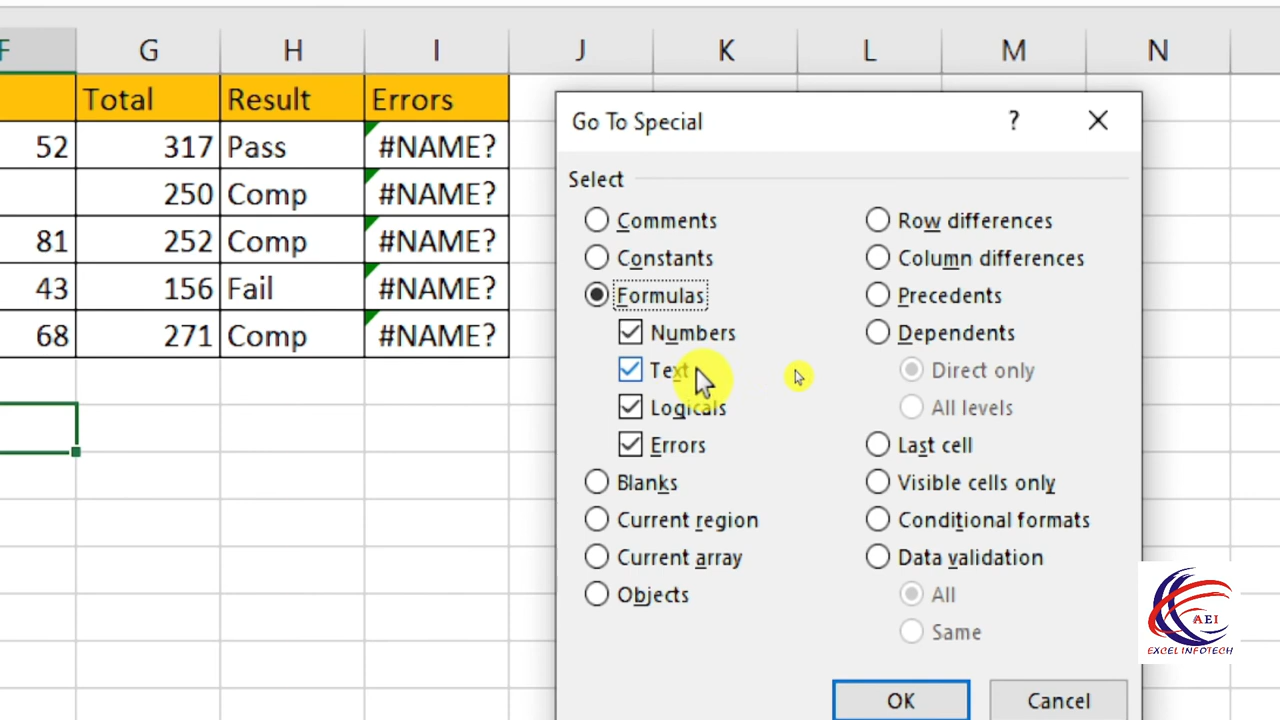 F G H I J K L M N
Total Result Errors
52 317 Pass #NAME?
250 Comp #NAME?
81 252 Comp #NAME?
43 156 Fail #NAME?
68 271 Comp #NAME?
Go To Special ?
Select
Comments
Constants
Formulas
Numbers
Text
Logicals
Errors
Blanks
Current region
Current array
Objects
Row differences
Column differences
Precedents
Dependents
Direct only
All levels
Last cell
Visible cells only
Conditional formats
Data validation
All
Same
OK Cancel
AEI
EXCEL INFOTECH